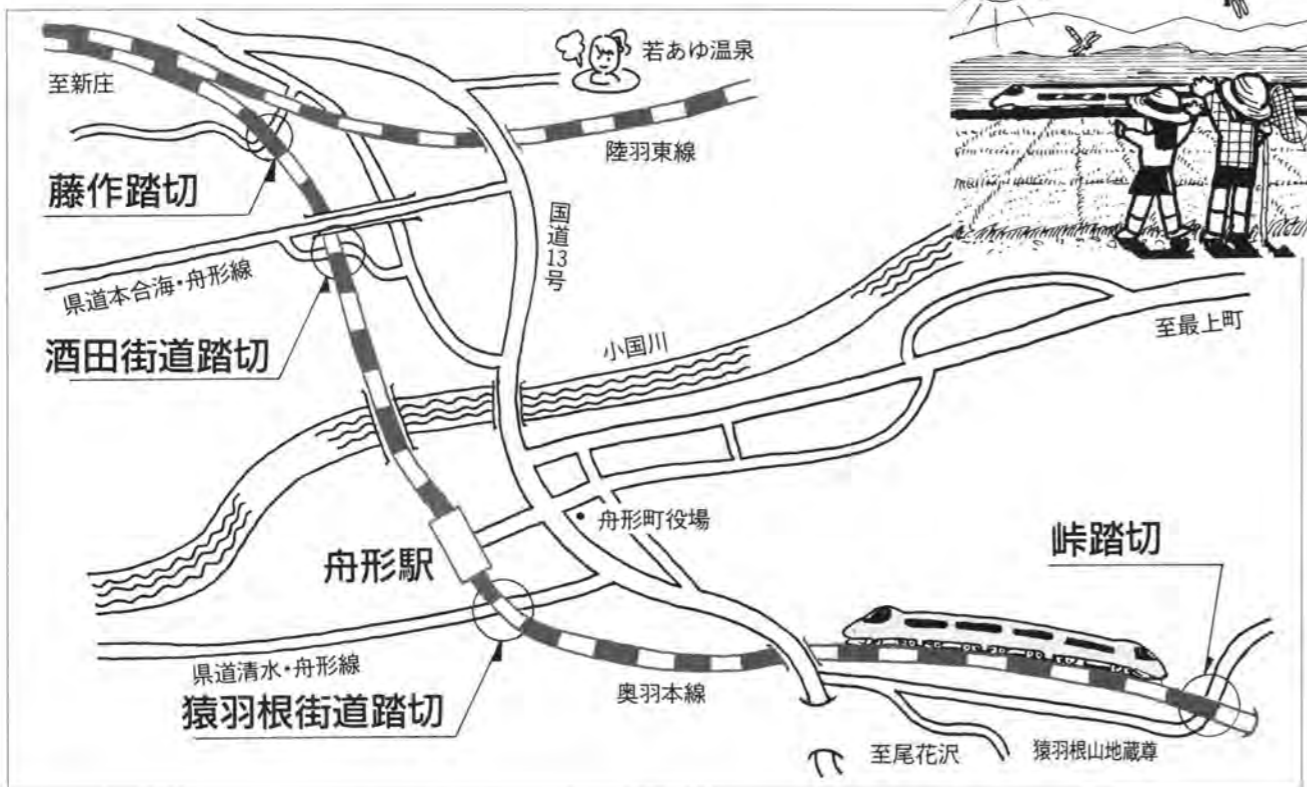 若あゆ温泉
至新庄
陸羽東線
藤作踏切
国道13号
県道本合海・舟形線
至最上町
小国川
酒田街道踏切
舟形町役場
峠踏切
舟形駅
県道清水・舟形線
奥羽本線
猿羽根街道踏切
至尾花沢
猿羽根山地蔵尊